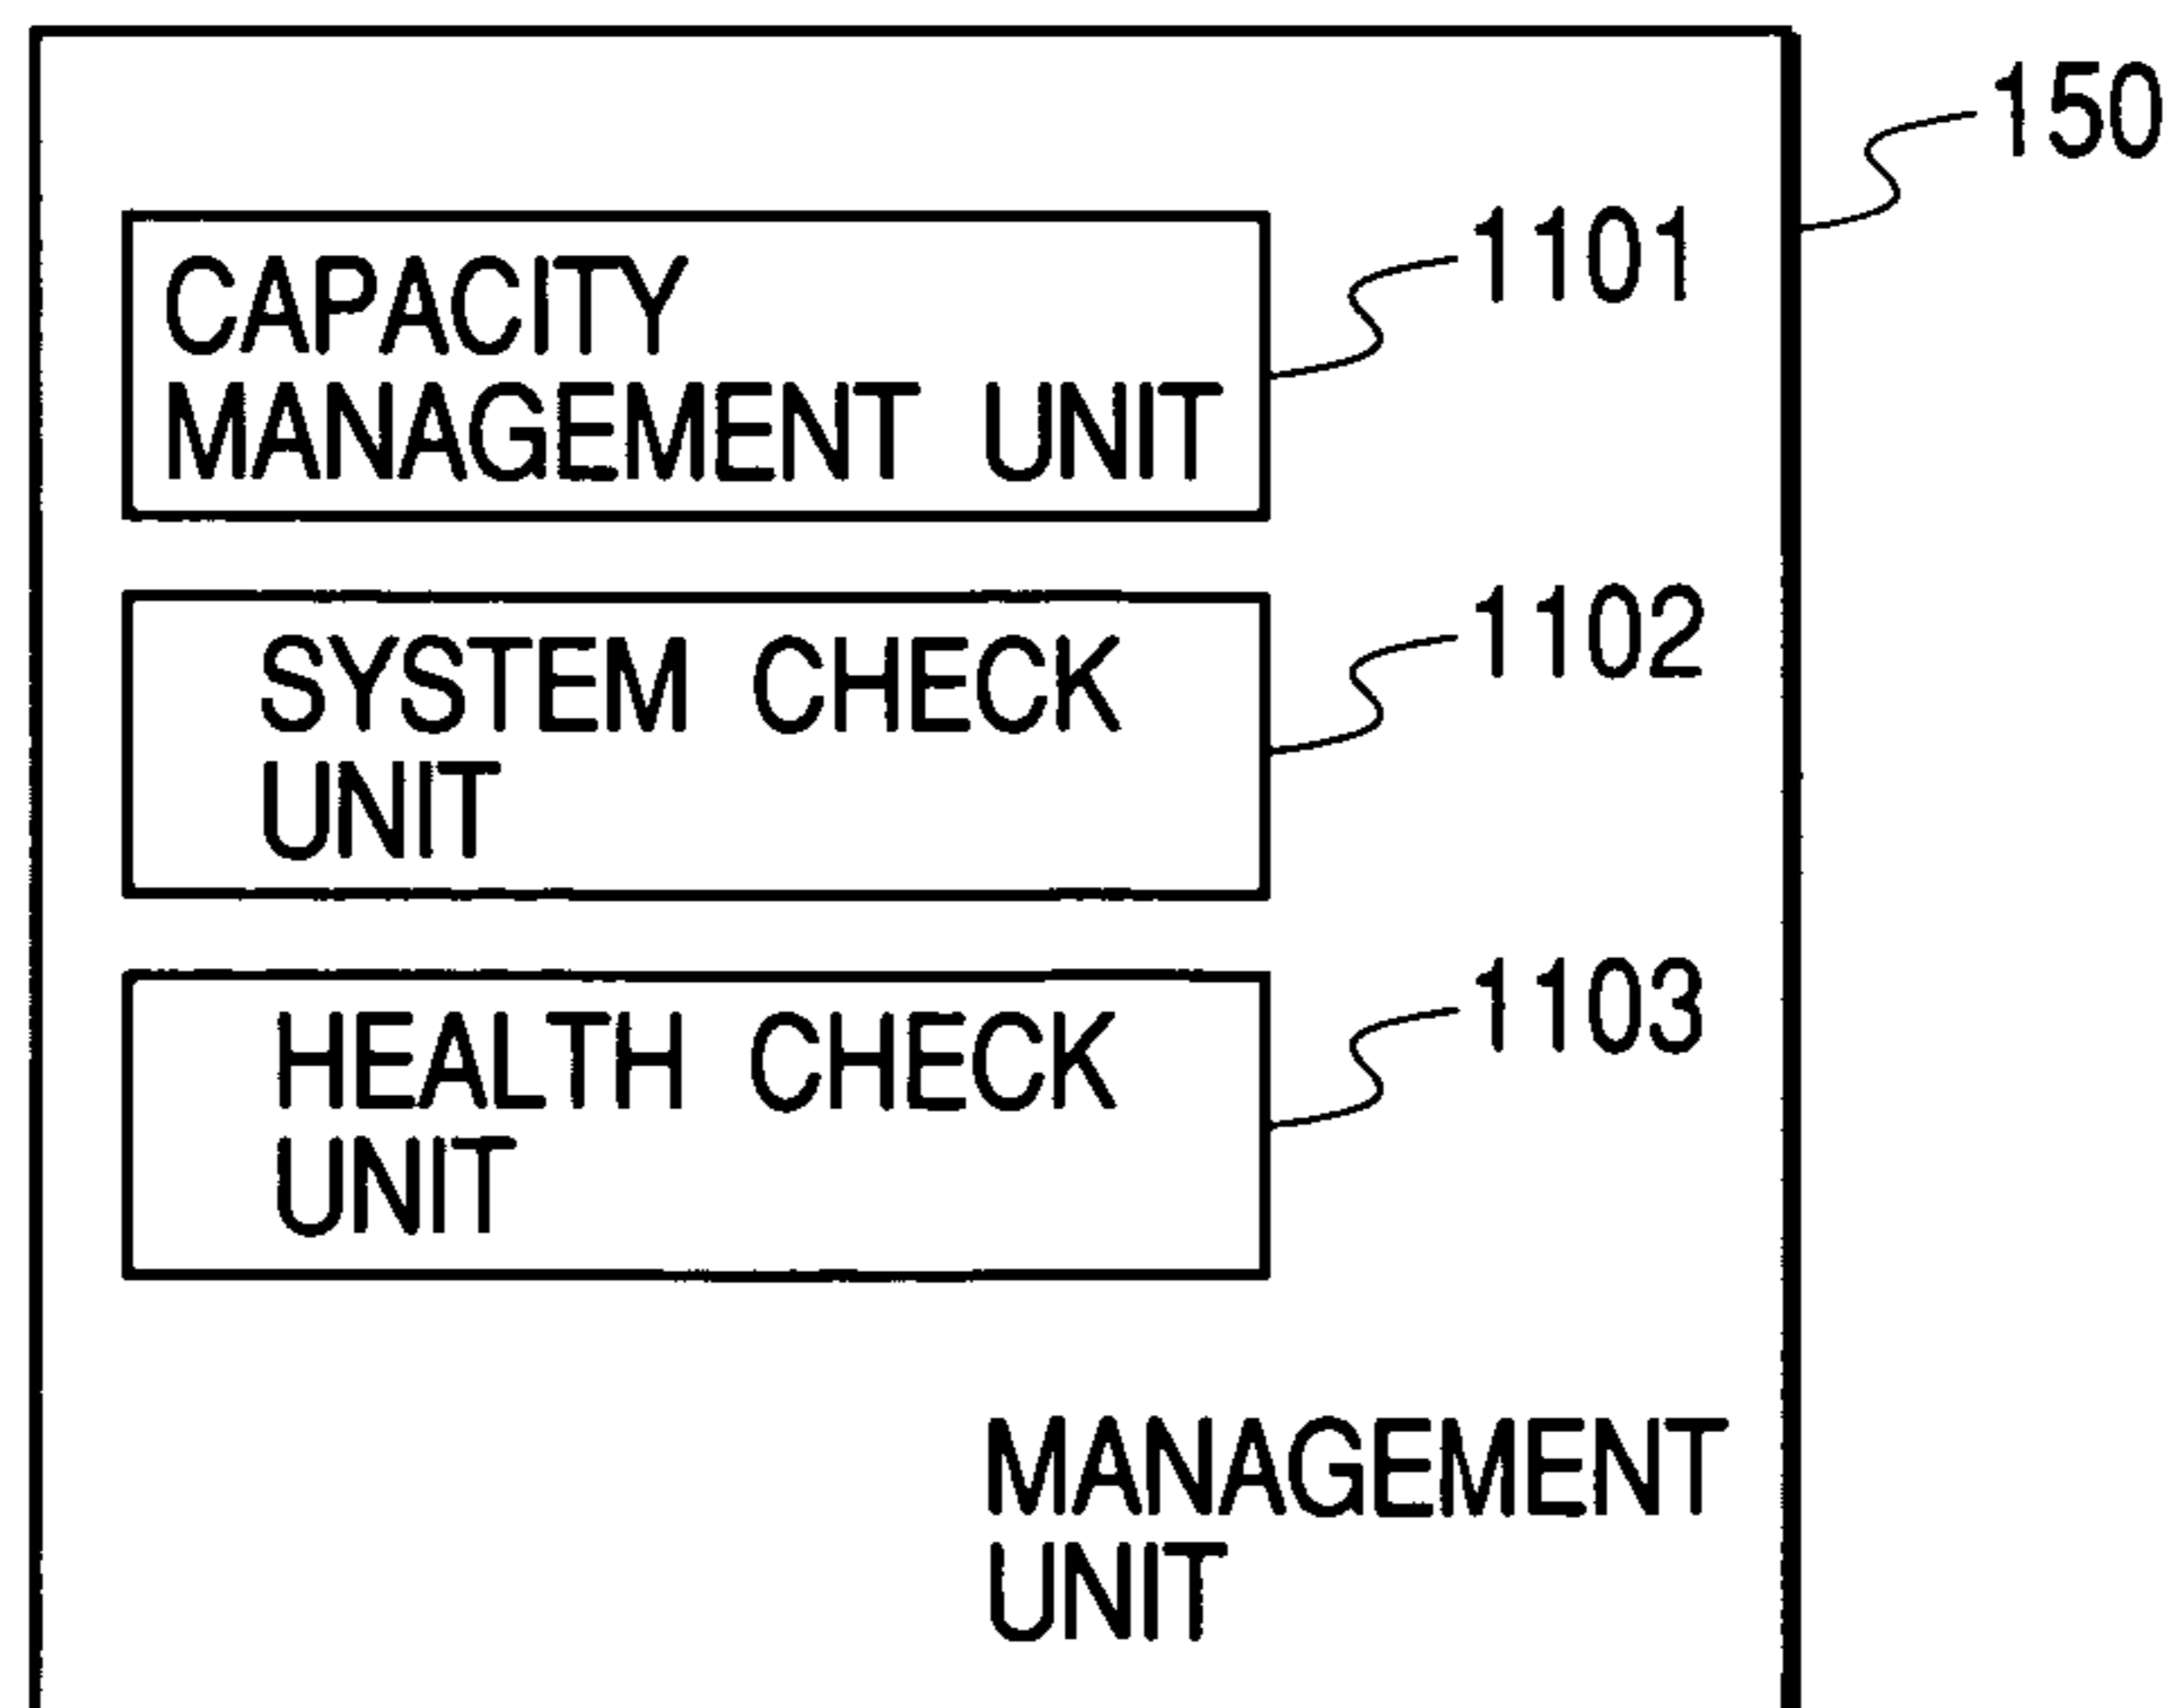 150
1101
CAPACITY
MANAGEMENT UNIT
1102
SYSTEM CHECK
UNIT
1103
HEALTH CHECK
UNIT
MANAGEMENT
UNIT